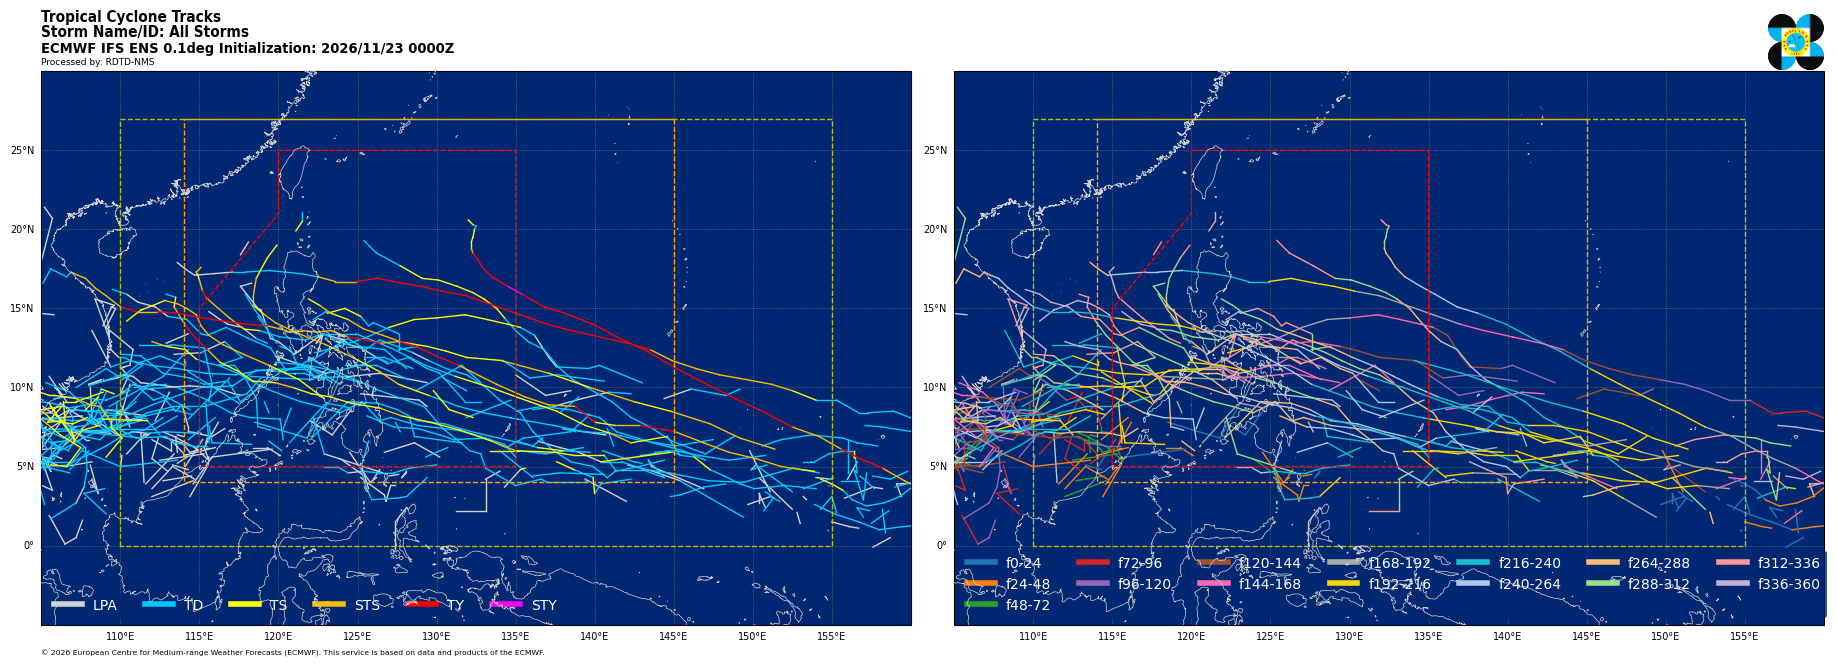 Tropical Cyclone Tracks
Storm Name/ID: All Storms
ECMWF IFS ENS 0.1deg Initialization: 2026/11/23 0000Z
Processed by: RDTD-NMS
25°N 25°N
20°N 20°N
15°N 15°N
10°N 10°N
5°N 5°N
0° 0°
f0-24 f72-96 f120-144 f168-192 f216-240 f264-288 f312-336
f24-48 f96-120 f144-168 f192-216 f240-264 f288-312 f336-360
LPA TD TS STS TY STY f48-72
110°E 115°E 120°E 125°E 130°E 135°E 140°E 145°E 150°E 155°E 110°E 115°E 120°E 125°E 130°E 135°E 140°E 145°E 150°E 155°E
© 2026 European Centre for Medium-range Weather Forecasts (ECMWF). This service is based on data and products of the ECMWF.